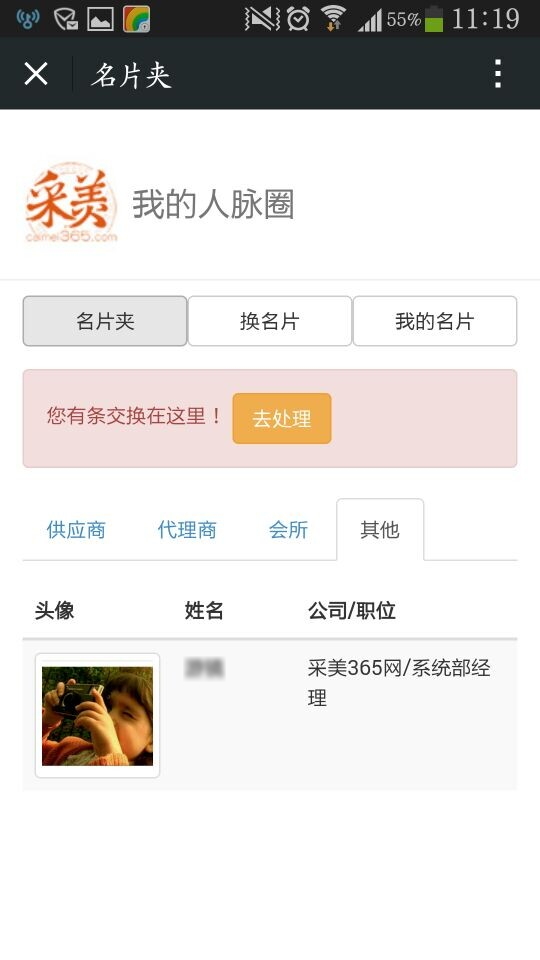 55% 11:19
名片夹
采美
caimei365.com
我的人脉圈
名片夹 换名片 我的名片
您有条交换在这里！ 去处理
供应商 代理商 会所 其他
头像 姓名 公司/职位
采美365网/系统部经
理